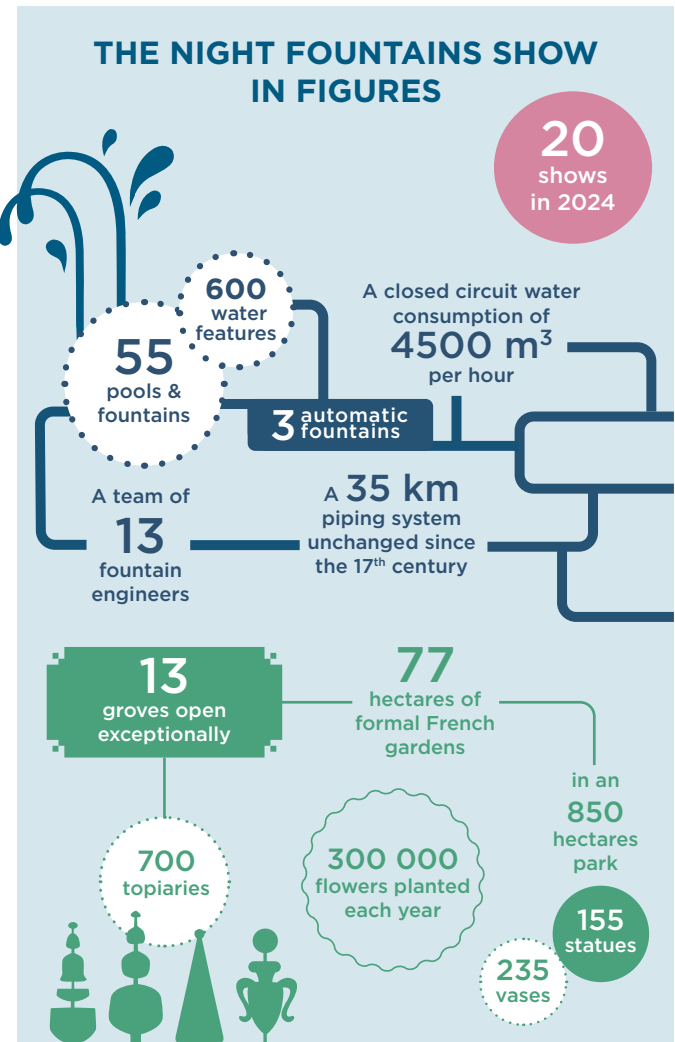 THE NIGHT FOUNTAINS SHOW
IN FIGURES
20
shows
in 2024
600
water
features
A closed circuit water
consumption of
4500 m³
per hour
55
pools &
fountains
3 automatic
fountains
A team of
13
fountain
engineers
A 35 km
piping system
unchanged since
the 17th century
13
groves open
exceptionally
77
hectares of
formal French
gardens
in an
850
hectares
park
700
topiaries
300 000
flowers planted
each year
155
statues
235
vases